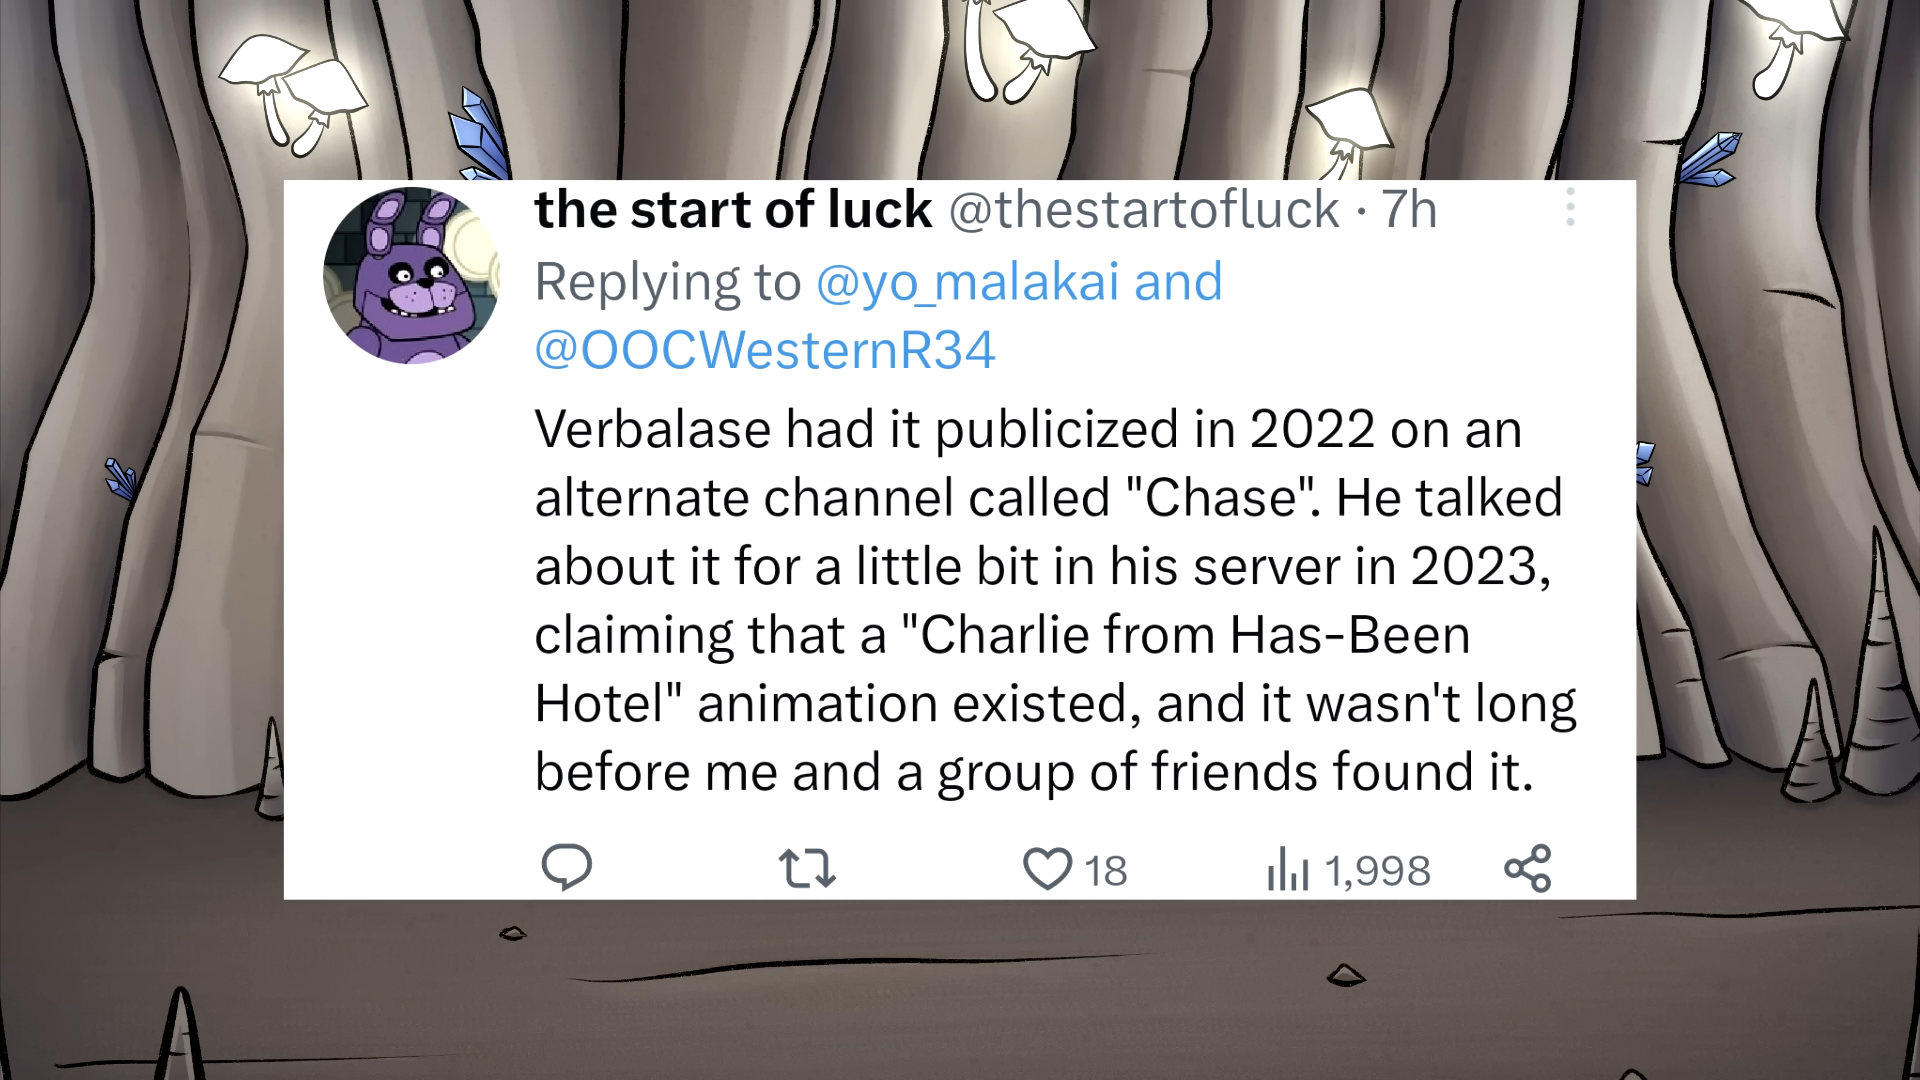 the start of luck @thestartofluck · 7h
Replying to @yo_malakai and
@OOCWesternR34
Verbalase had it publicized in 2022 on an
alternate channel called "Chase". He talked
about it for a little bit in his server in 2023,
claiming that a "Charlie from Has-Been
Hotel" animation existed, and it wasn't long
before me and a group of friends found it.
18 1,998